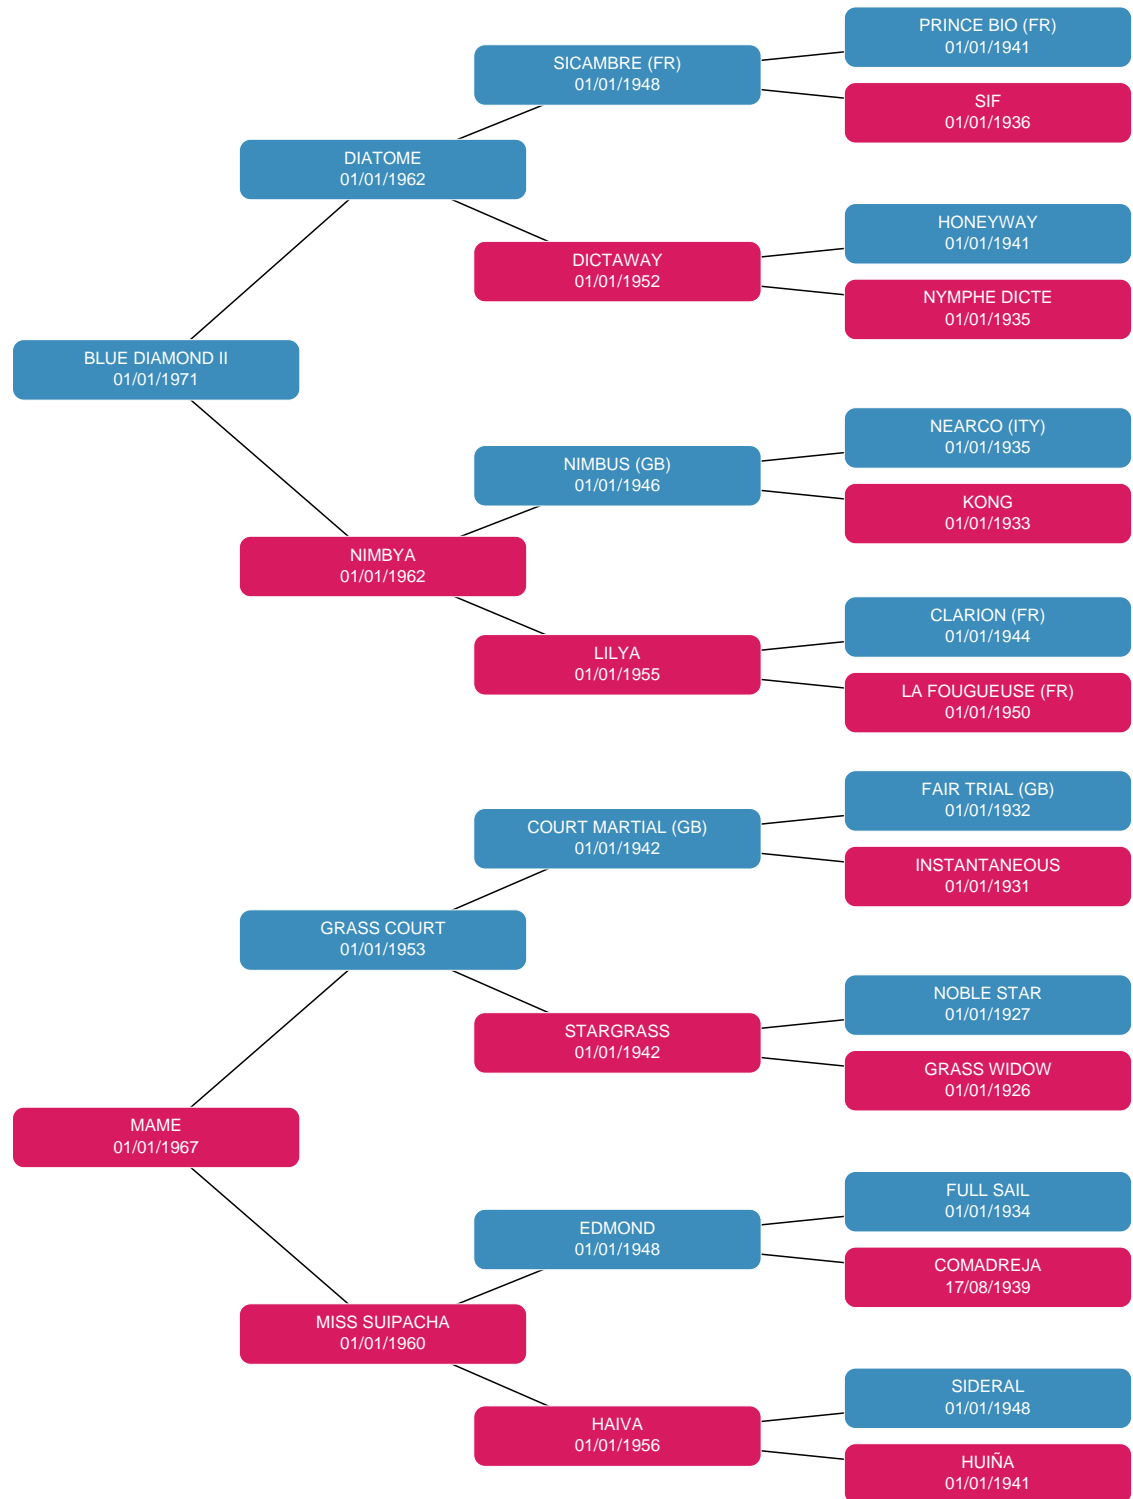 PRINCE BIO (FR)
01/01/1941
SICAMBRE (FR)
01/01/1948
SIF
01/01/1936
DIATOME
01/01/1962
HONEYWAY
01/01/1941
DICTAWAY
01/01/1952
NYMPHE DICTE
01/01/1935
BLUE DIAMOND II
01/01/1971
NEARCO (ITY)
01/01/1935
NIMBUS (GB)
01/01/1946
KONG
01/01/1933
NIMBYA
01/01/1962
CLARION (FR)
01/01/1944
LILYA
01/01/1955
LA FOUGUEUSE (FR)
01/01/1950
FAIR TRIAL (GB)
01/01/1932
COURT MARTIAL (GB)
01/01/1942
INSTANTANEOUS
01/01/1931
GRASS COURT
01/01/1953
NOBLE STAR
01/01/1927
STARGRASS
01/01/1942
GRASS WIDOW
01/01/1926
MAME
01/01/1967
FULL SAIL
01/01/1934
EDMOND
01/01/1948
COMADREJA
17/08/1939
MISS SUIPACHA
01/01/1960
SIDERAL
01/01/1948
HAIVA
01/01/1956
HUIÑA
01/01/1941